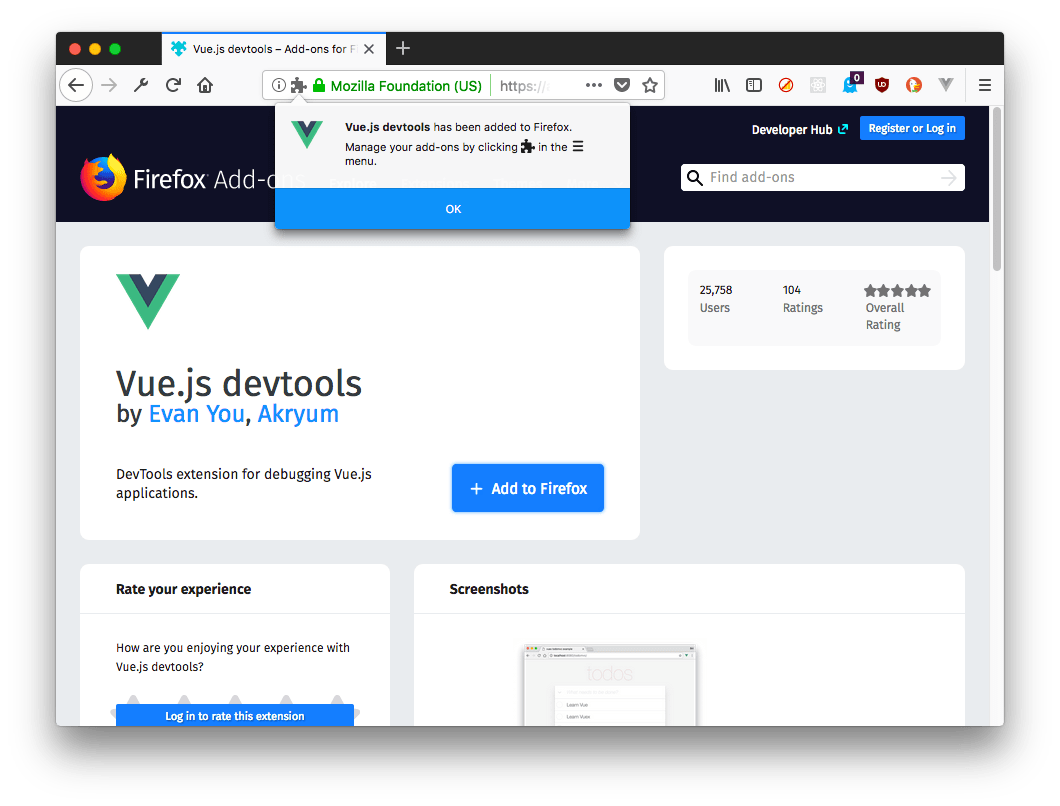 Vue.js devtools – Add-ons for F
Mozilla Foundation (US)
https://
0
Vue.js devtools has been added to Firefox.
Manage your add-ons by clicking in the
menu.
OK
Developer Hub
Register or Log in
Firefox Add-ons
Find add-ons
Vue.js devtools
by Evan You, Akryum
DevTools extension for debugging Vue.js
applications.
+ Add to Firefox
25,758
Users
104
Ratings
Overall
Rating
Rate your experience
How are you enjoying your experience with
Vue.js devtools?
Log in to rate this extension
Screenshots
todos
Learn Vue
Learn Vuex